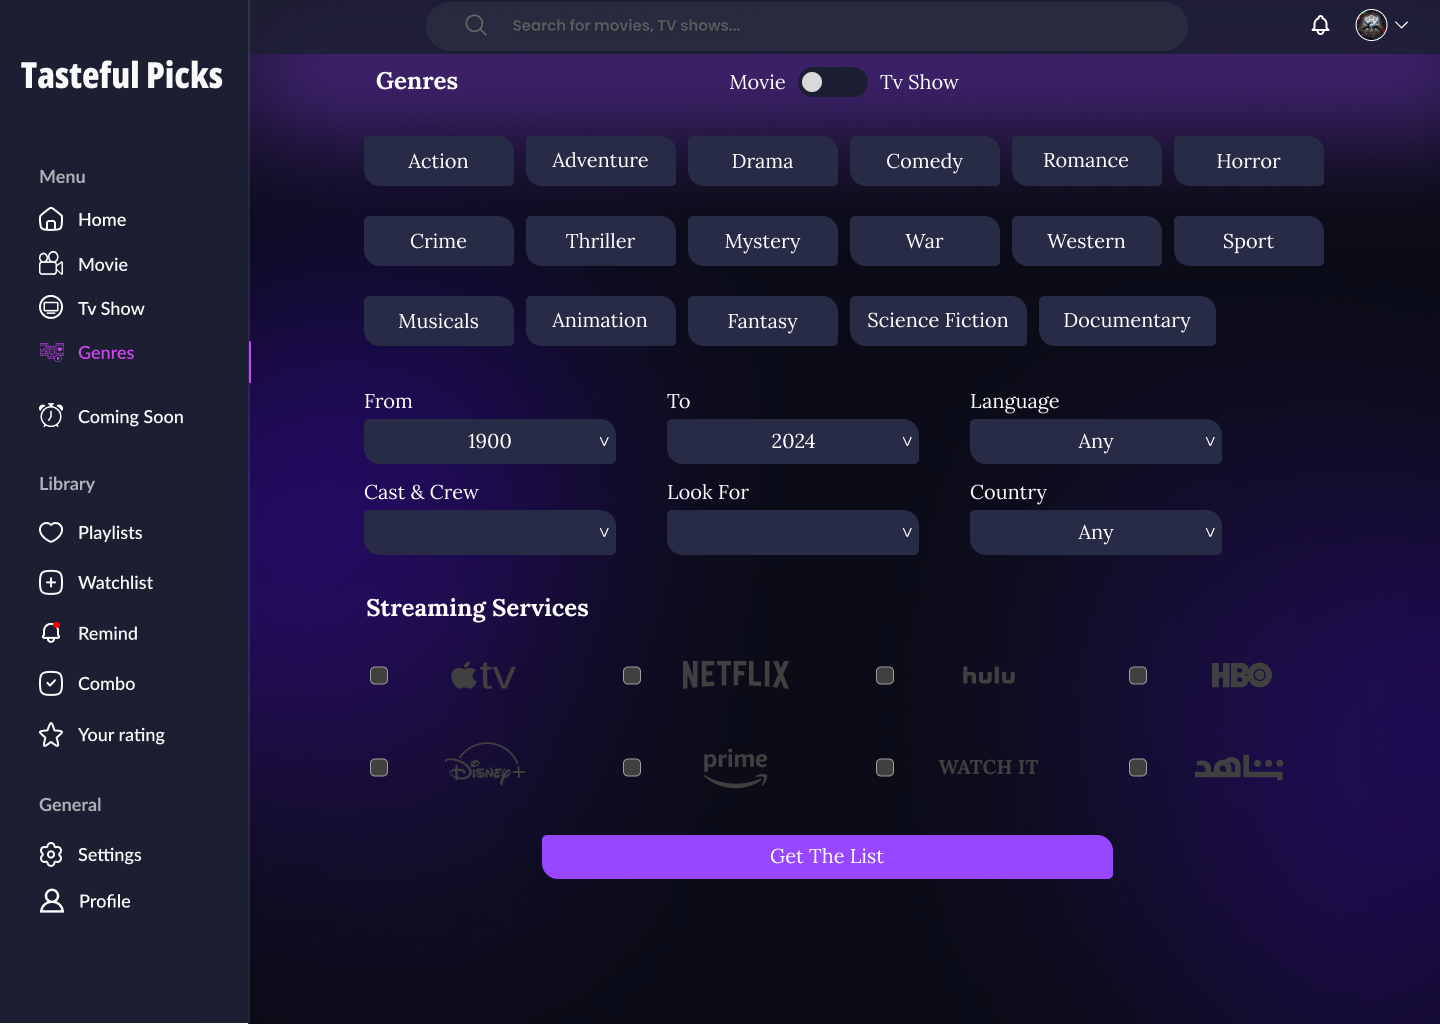 Search for movies, TV shows...
Tasteful Picks
Menu
Home
Movie
Tv Show
Genres
Coming Soon
Library
Playlists
Watchlist
Remind
Combo
Your rating
General
Settings
Profile
Genres
Movie Tv Show
Action Adventure Drama Comedy Romance Horror
Crime Thriller Mystery War Western Sport
Musicals Animation Fantasy Science Fiction Documentary
From To Language
1900 2024 Any
Cast & Crew Look For Country
Any
Streaming Services
tv NETFLIX hulu HBO
Disney+ prime WATCH IT شاهد
Get The List